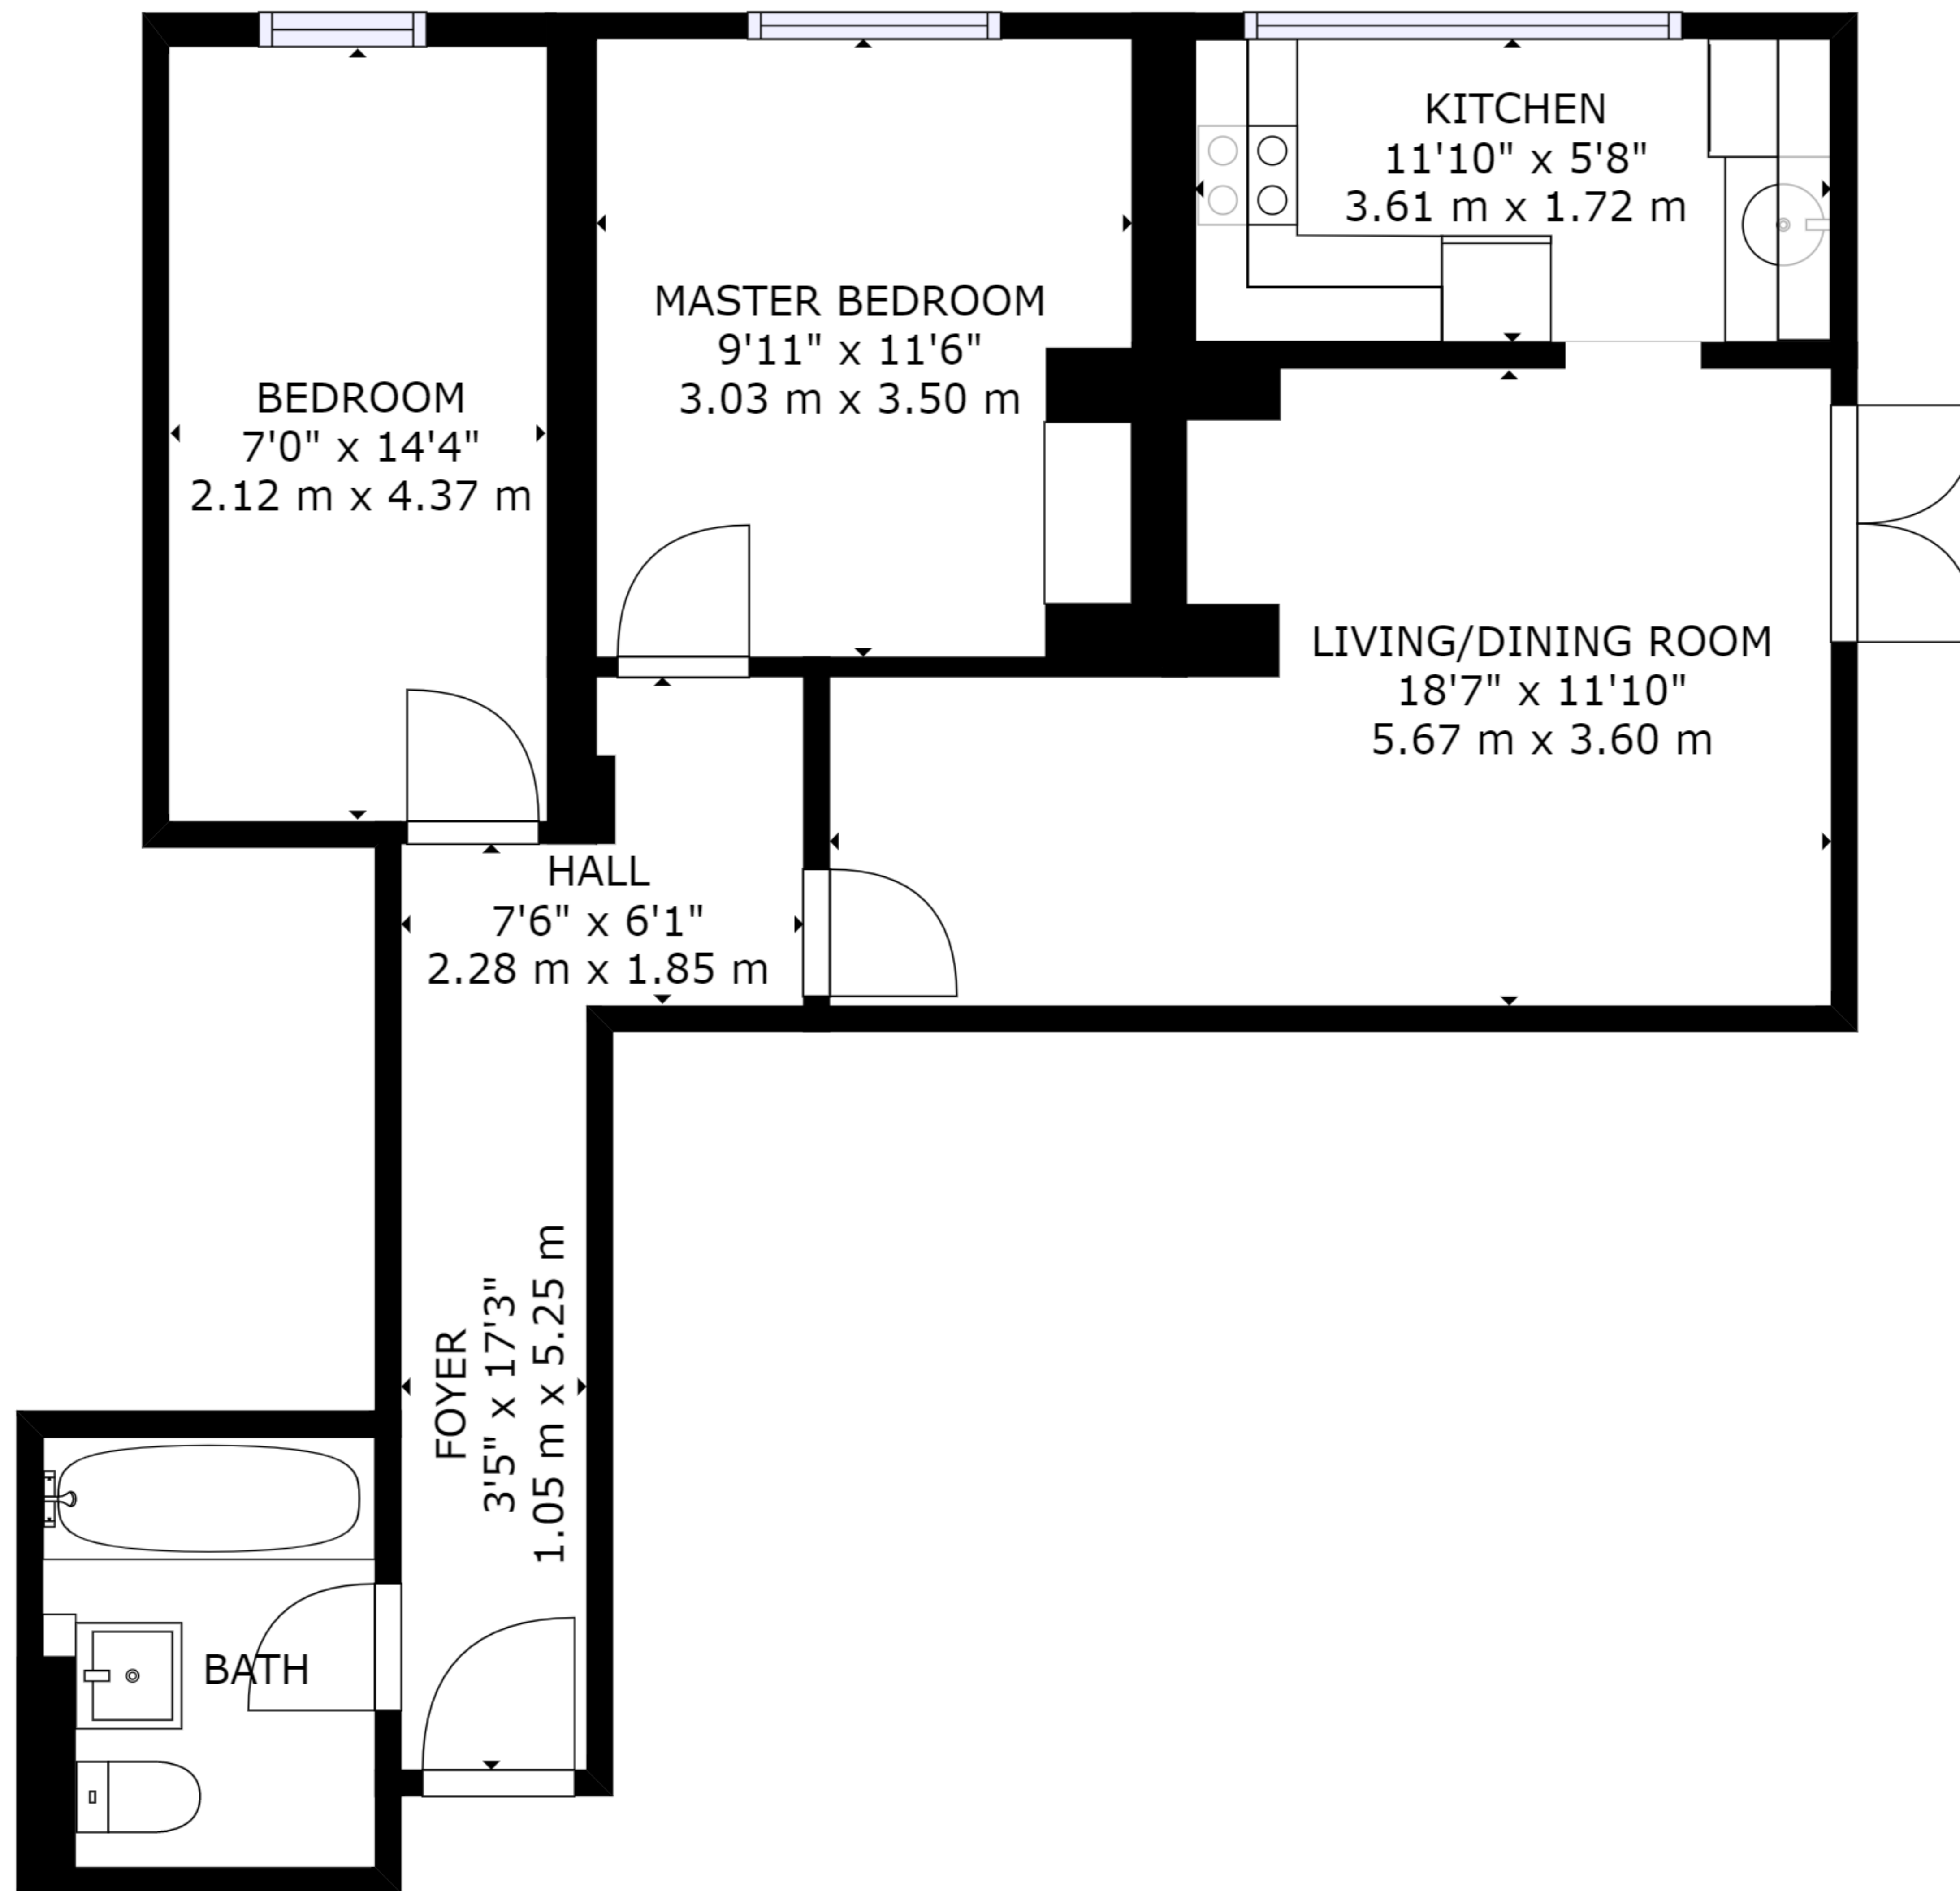 KITCHEN
11'10" x 5'8"
3.61 m x 1.72 m
MASTER BEDROOM
9'11" x 11'6"
3.03 m x 3.50 m
BEDROOM
7'0" x 14'4"
2.12 m x 4.37 m
LIVING/DINING ROOM
18'7" x 11'10"
5.67 m x 3.60 m
HALL
7'6" x 6'1"
2.28 m x 1.85 m
FOYER
3'5" x 17'3"
1.05 m x 5.25 m
BATH